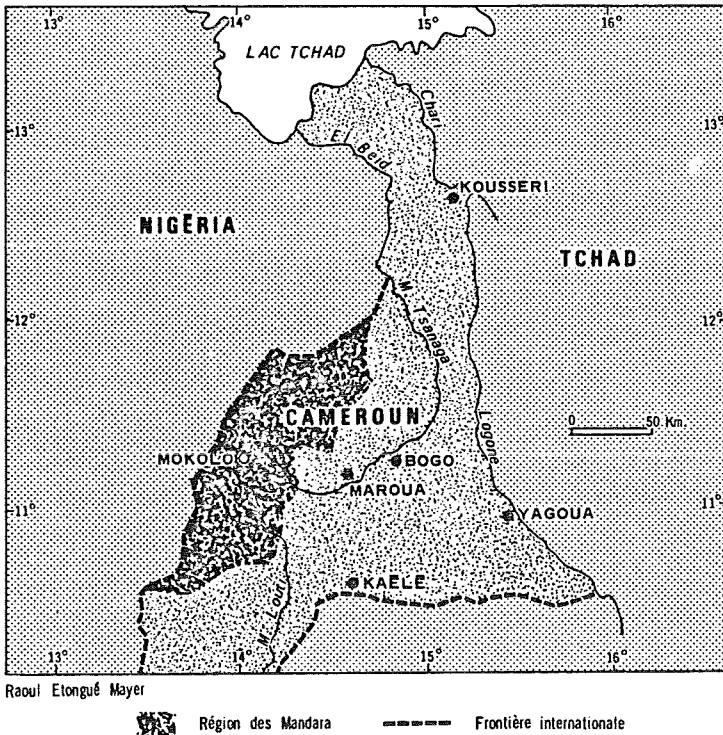 13° 14° 15° 16°
LAC TCHAD
Chari
13° 13°
El Beid
KOUSSERI
NIGÉRIA
TCHAD
12° 12°
M. Tsanaga
CAMEROUN
0 50 Km.
Logone
MOKOLO
BOGO
MAROUA
11° 11°
YAGOUA
KAELE
M. Louti
13° 14° 15° 16°
Raoul Etongué Mayer
Région des Mandara Frontière internationale